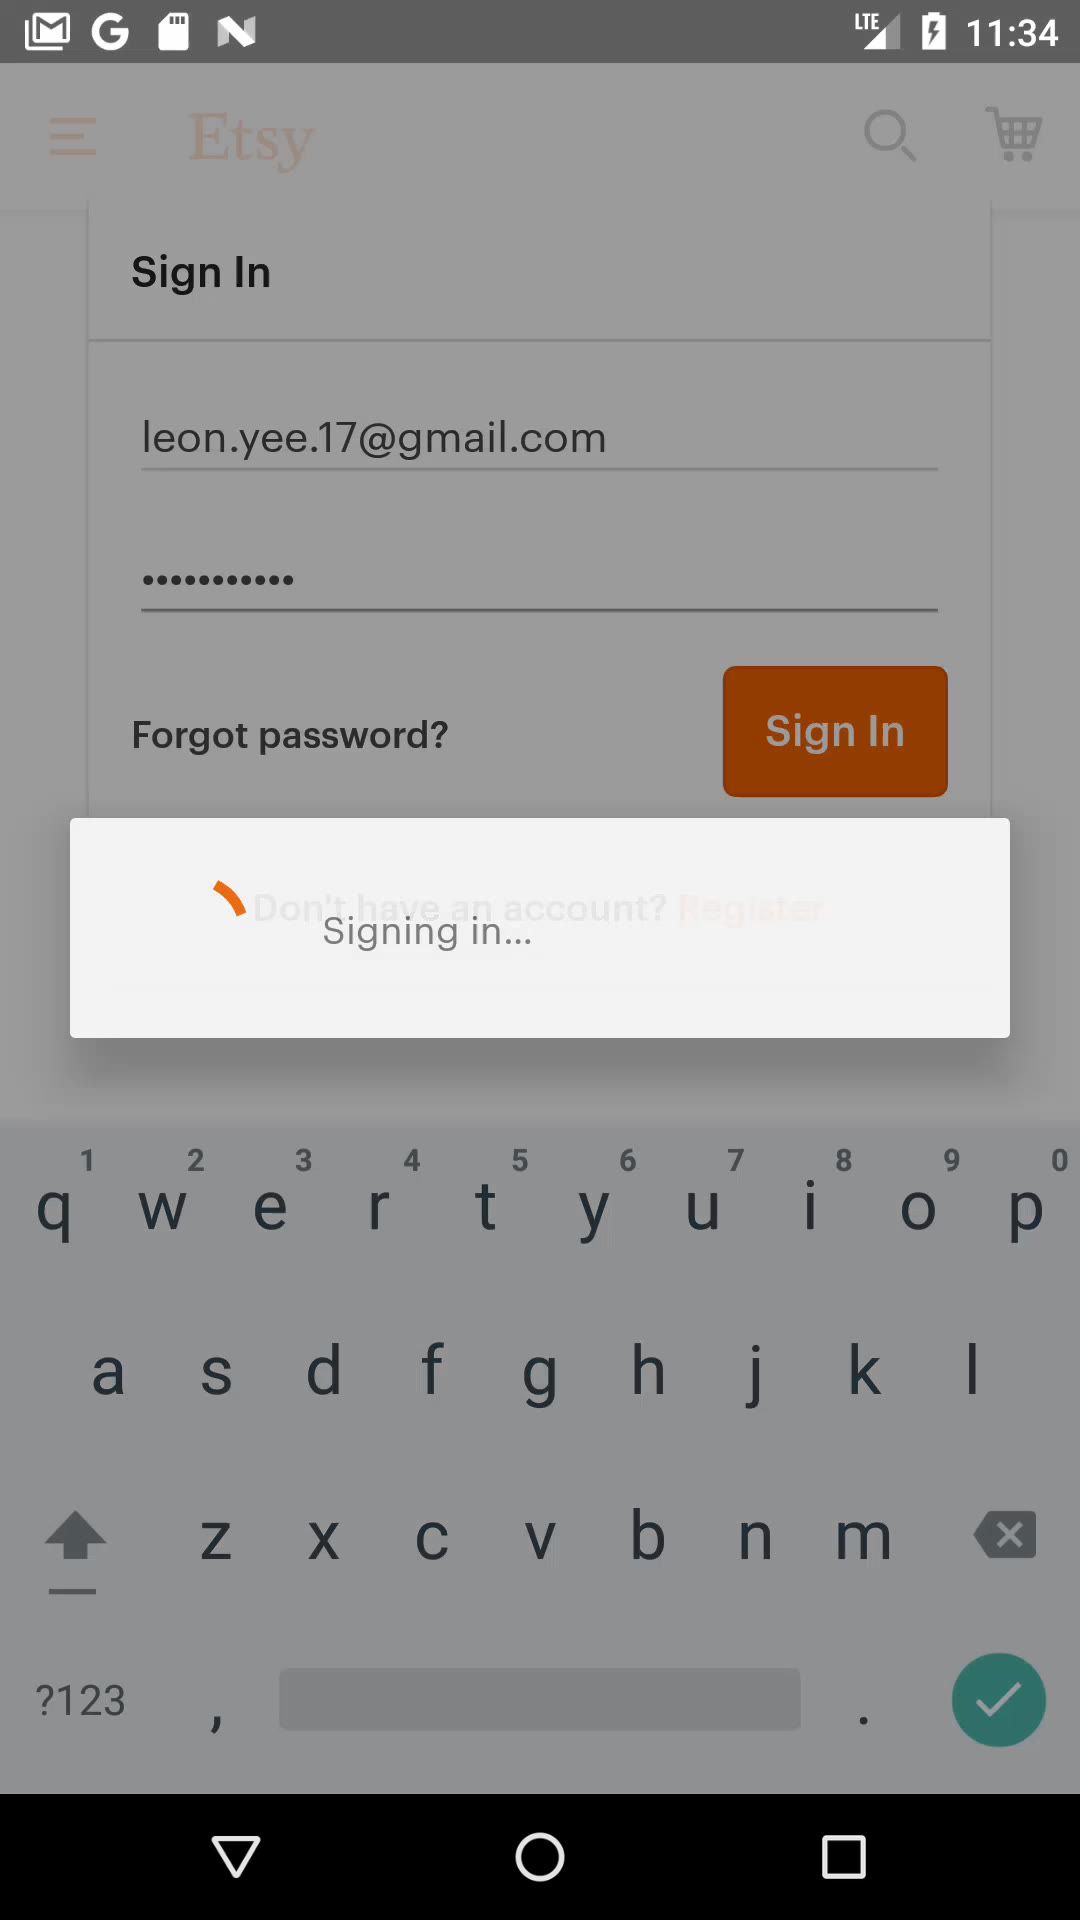 LTE 11:34
Etsy
Sign In
leon.yee.17@gmail.com
•••••••••••
Forgot password?
Sign In
Don't have an account? Register
Signing in...
1 2 3 4 5 6 7 8 9 0
q w e r t y u i o p
a s d f g h j k l
z x c v b n m
?123 , .